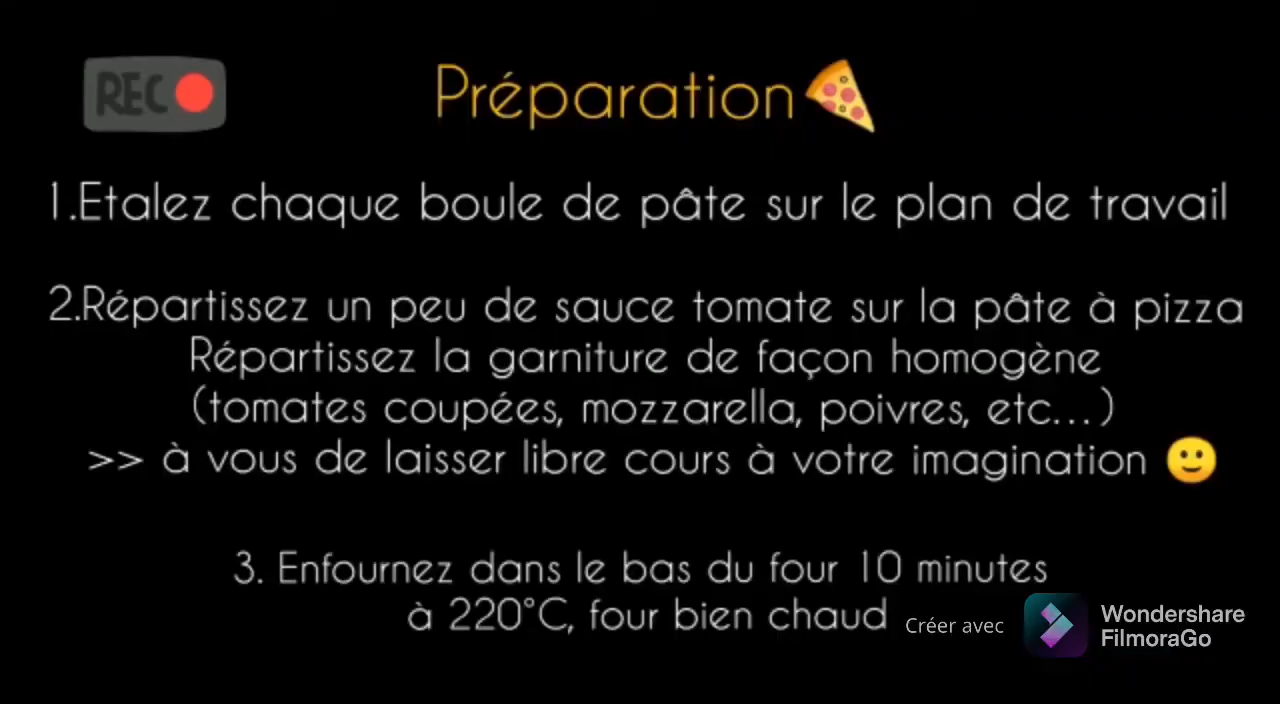 REC
Préparation
1.Etalez chaque boule de pâte sur le plan de travail
2.Répartissez un peu de sauce tomate sur la pâte à pizza
Répartissez la garniture de façon homogène
(tomates coupées, mozzarella, poivres, etc...)
>> à vous de laisser libre cours à votre imagination 🙂
3. Enfournez dans le bas du four 10 minutes
à 220°C, four bien chaud
Créer avec
Wondershare
FilmoraGo